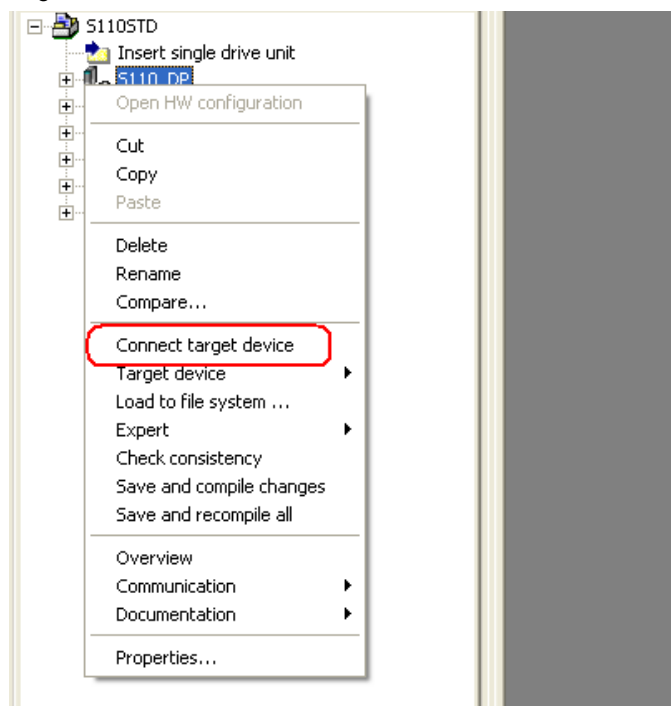 S110STD
Insert single drive unit
S110_DP
Open HW configuration
Cut
Copy
Paste
Delete
Rename
Compare...
Connect target device
Target device
Load to file system ...
Expert
Check consistency
Save and compile changes
Save and recompile all
Overview
Communication
Documentation
Properties...